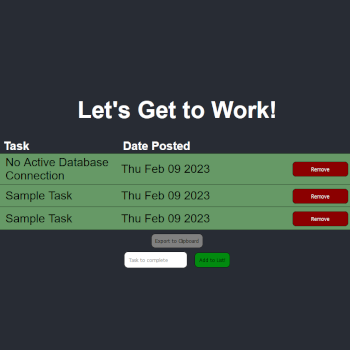 Let's Get to Work!
Task Date Posted
No Active Database Connection Thu Feb 09 2023 Remove
Sample Task Thu Feb 09 2023 Remove
Sample Task Thu Feb 09 2023 Remove
Export to Clipboard
Task to complete Add to List